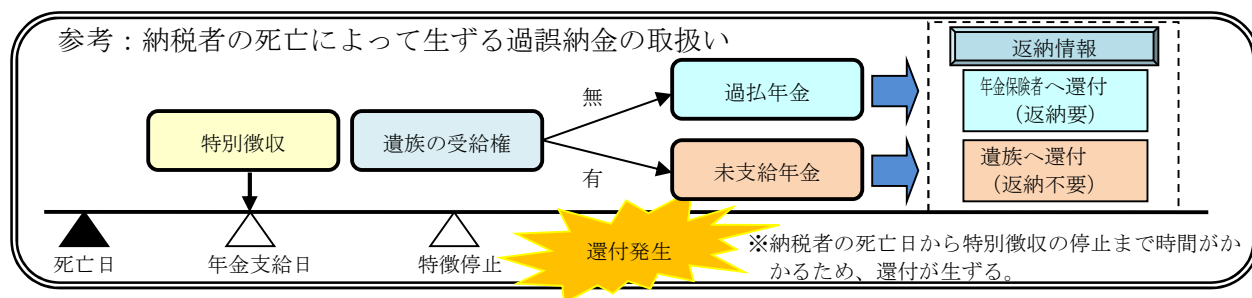 参考：納税者の死亡によって生ずる過誤納金の取扱い
返納情報
無
過払年金
年金保険者へ還付
（返納要）
特別徴収
遺族の受給権
有
未支給年金
遺族へ還付
（返納不要）
死亡日
年金支給日
特徴停止
還付発生
※納税者の死亡日から特別徴収の停止まで時間がか
かるため、還付が生ずる。